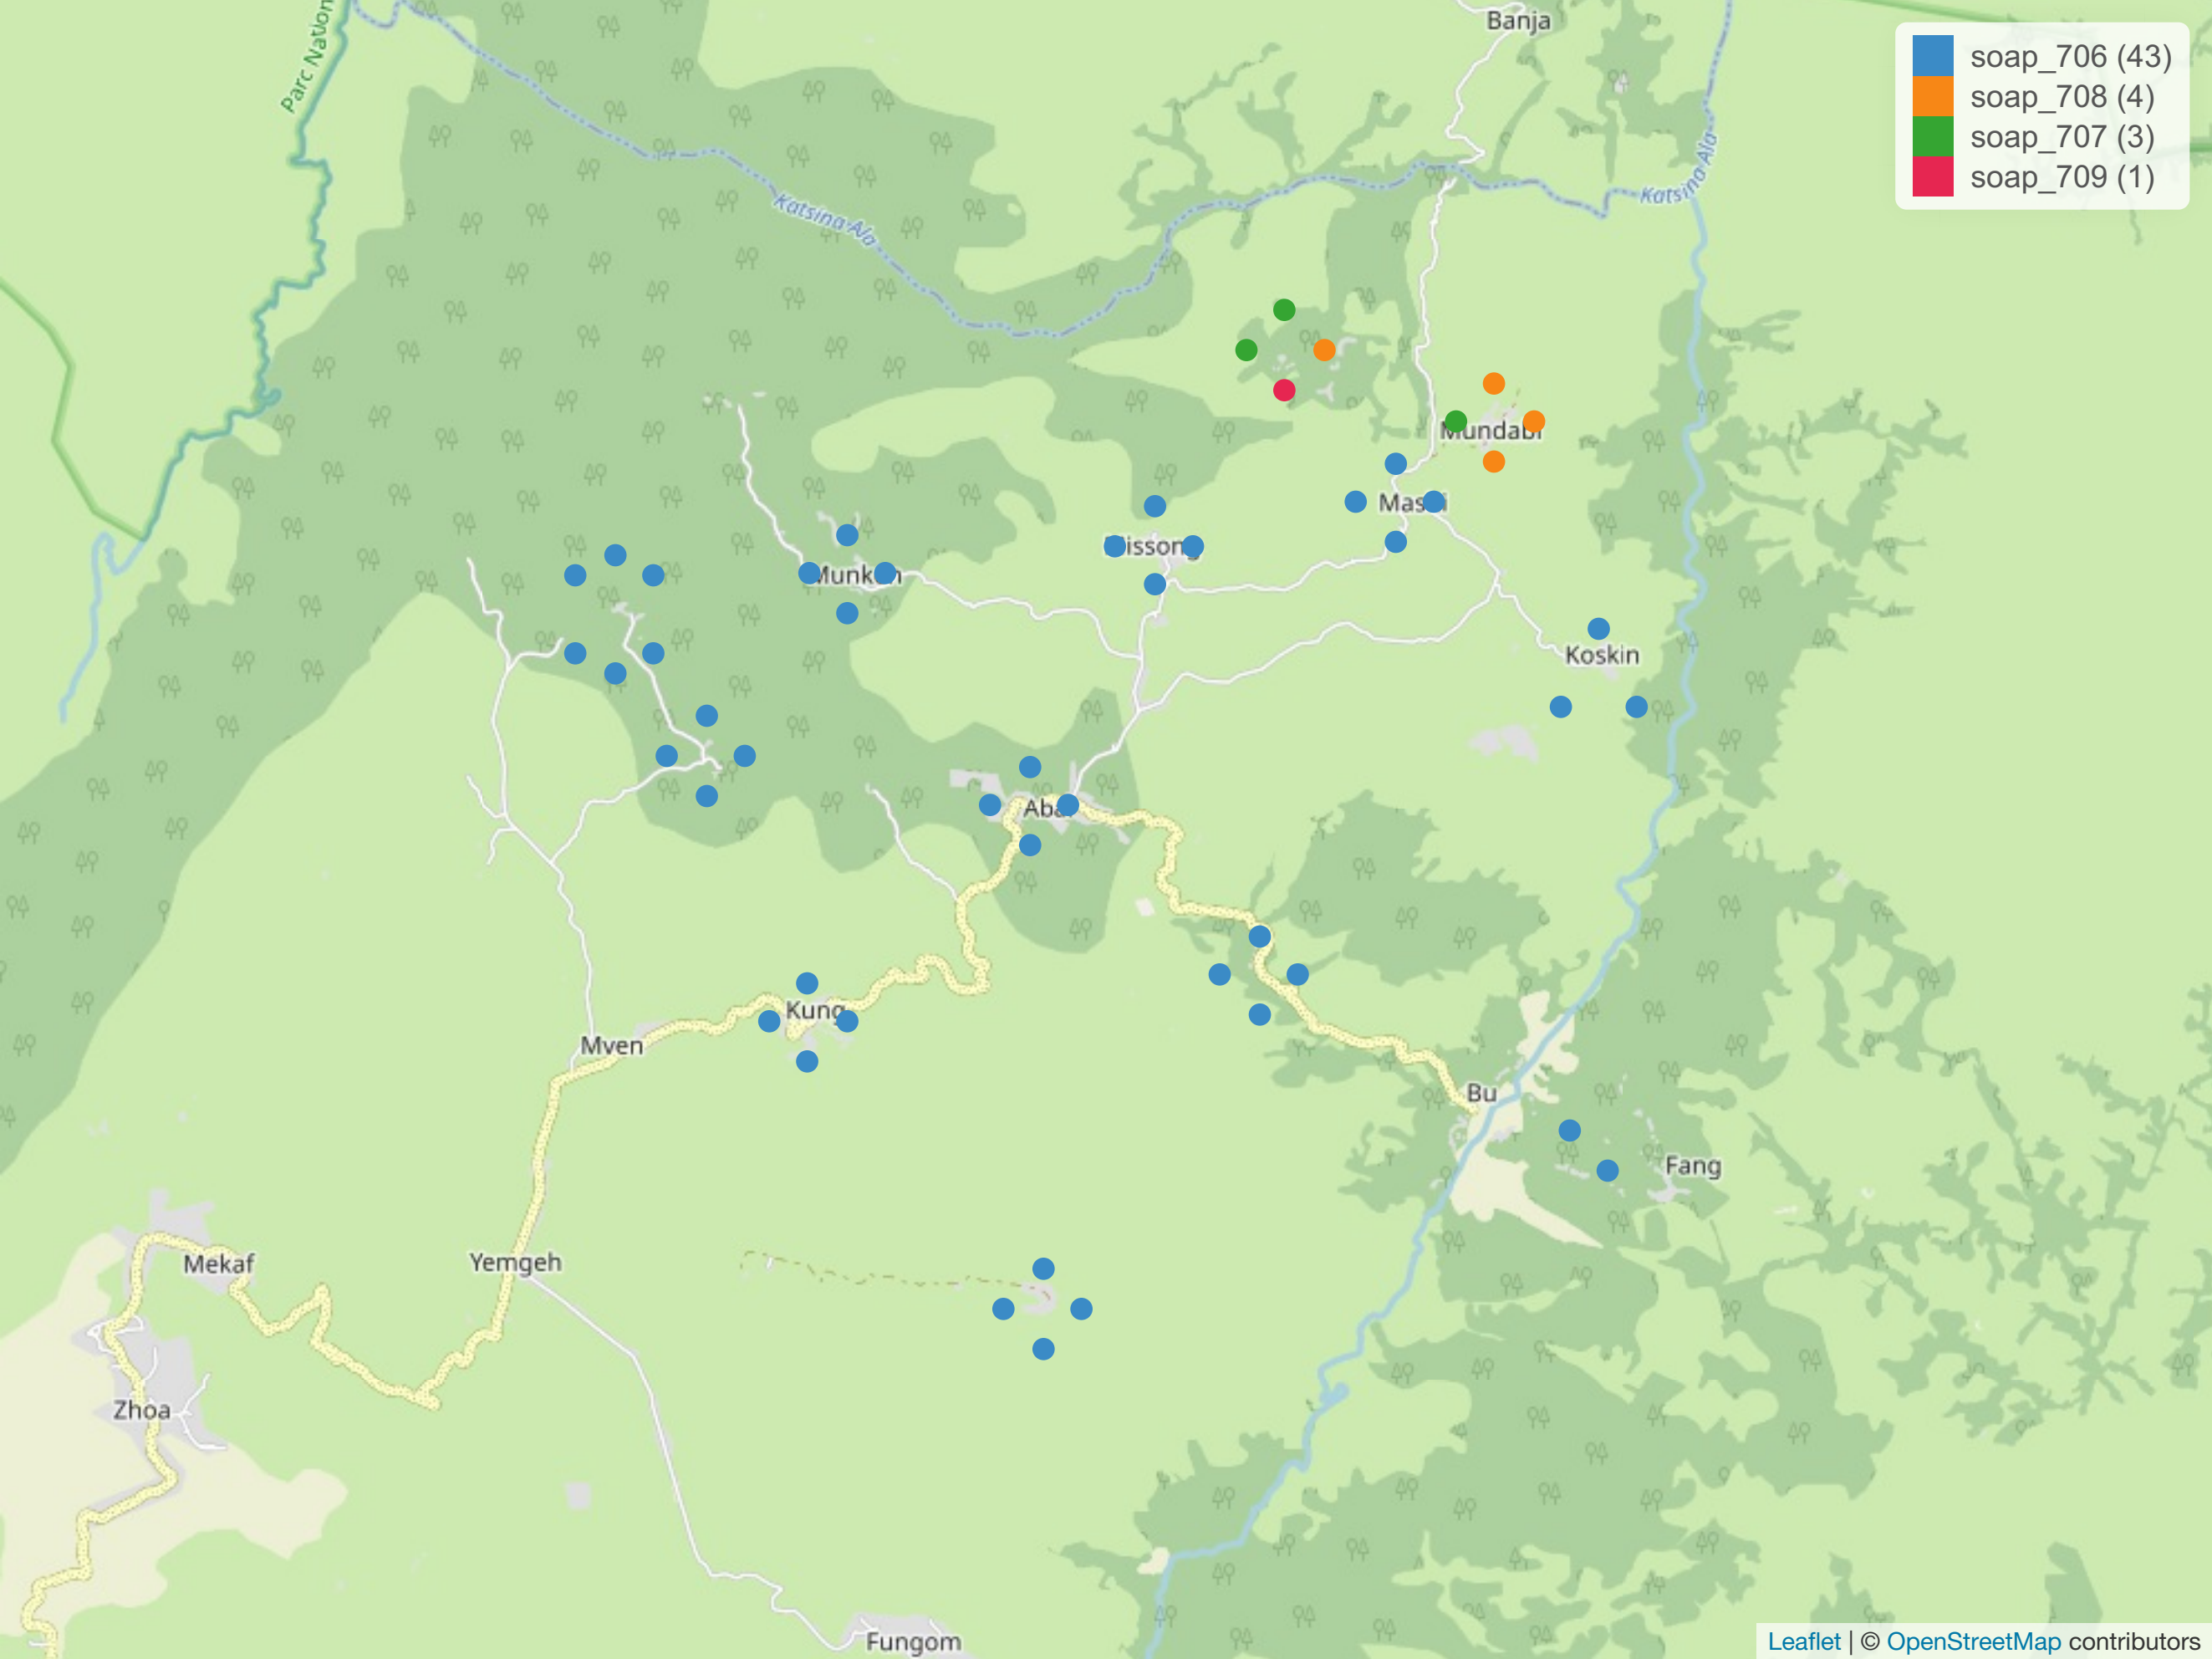 Banja
Parc Nation
soap_706 (43)
soap_708 (4)
soap_707 (3)
soap_709 (1)
Katsina-Ala
Katsina-Ala
Mundabi
Koskin
Kung
Mven
Bu
Fang
Mekaf
Yemgeh
Zhoa
Fungom
Leaflet | © OpenStreetMap contributors